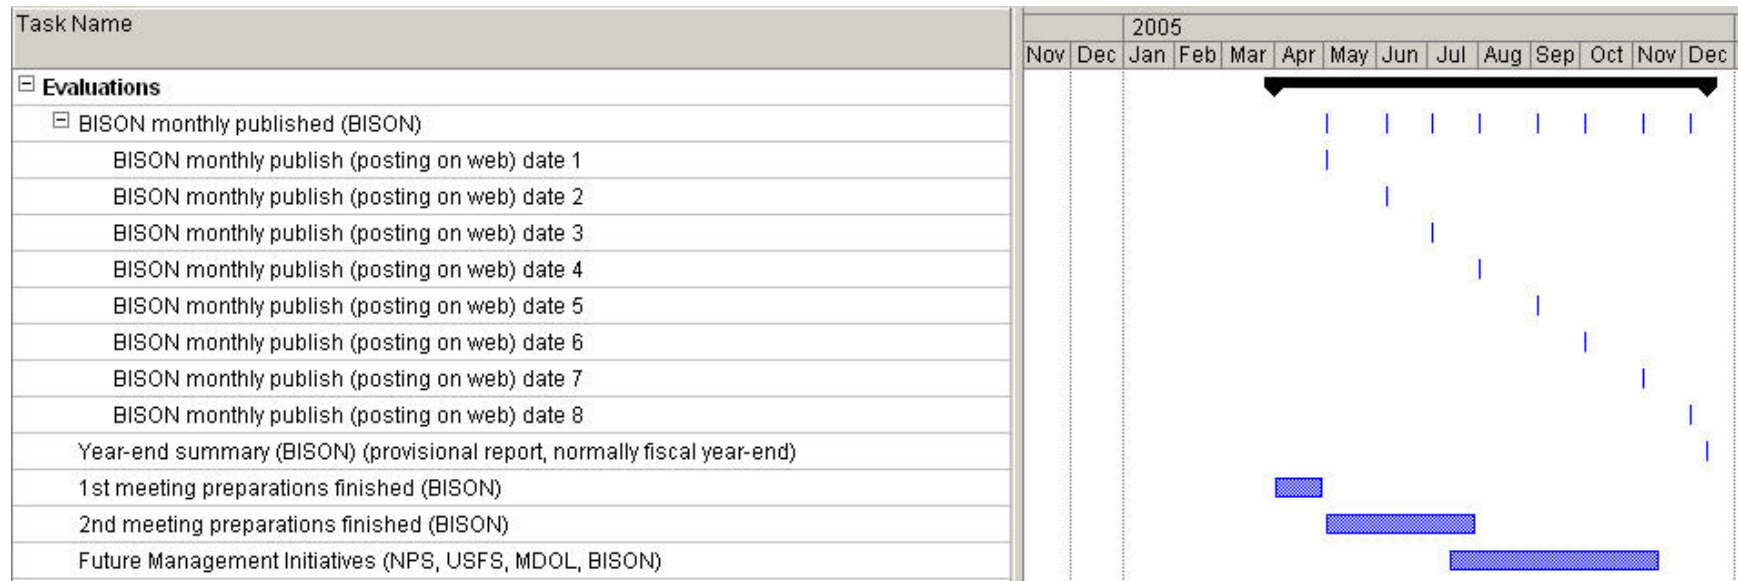 Task Name
2005
Nov Dec Jan Feb Mar Apr May Jun Jul Aug Sep Oct Nov Dec
Evaluations
BISON monthly published (BISON)
BISON monthly publish (posting on web) date 1
BISON monthly publish (posting on web) date 2
BISON monthly publish (posting on web) date 3
BISON monthly publish (posting on web) date 4
BISON monthly publish (posting on web) date 5
BISON monthly publish (posting on web) date 6
BISON monthly publish (posting on web) date 7
BISON monthly publish (posting on web) date 8
Year-end summary (BISON) (provisional report, normally fiscal year-end)
1st meeting preparations finished (BISON)
2nd meeting preparations finished (BISON)
Future Management Initiatives (NPS, USFS, MDOL, BISON)